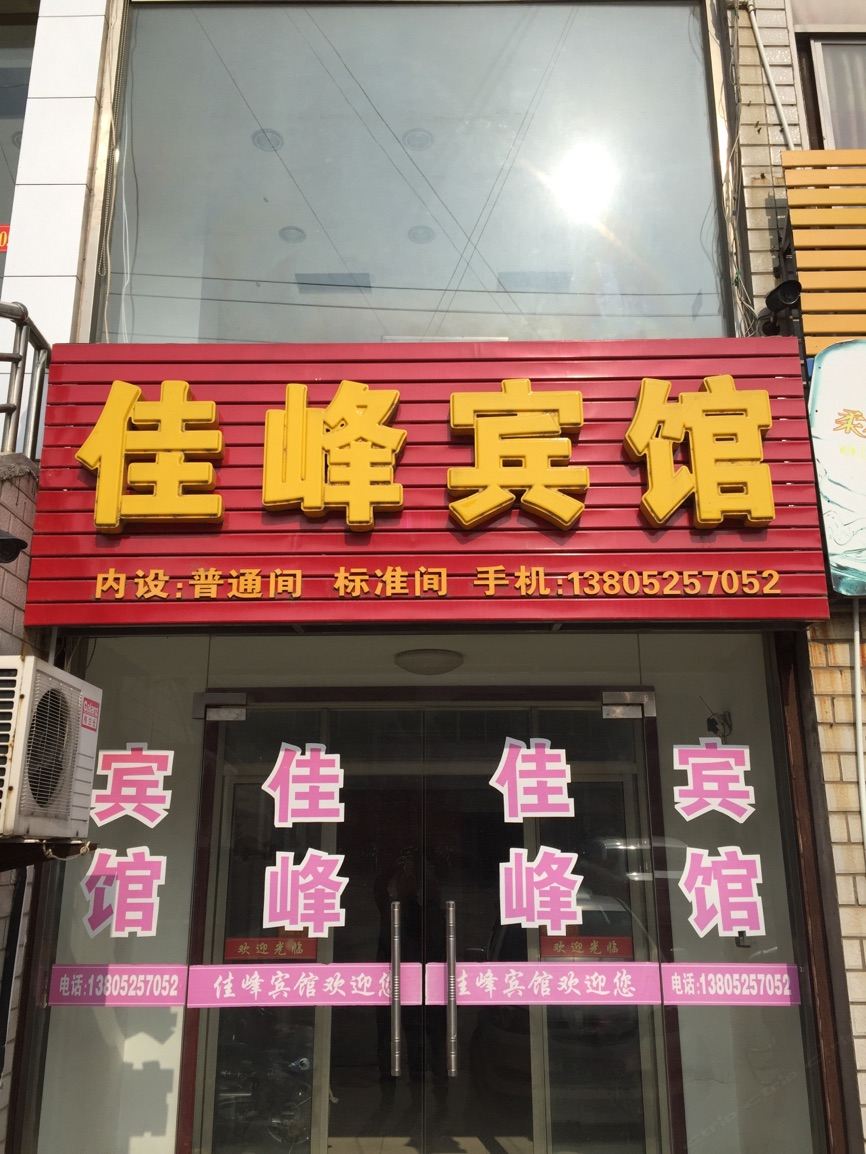 佳峰宾馆
内设:普通间 标准间 手机:13805257052
宾馆
佳峰
佳峰
宾馆
欢迎光临
欢迎光临
电话:13805257052
佳峰宾馆欢迎您
佳峰宾馆欢迎您
电话:13805257052